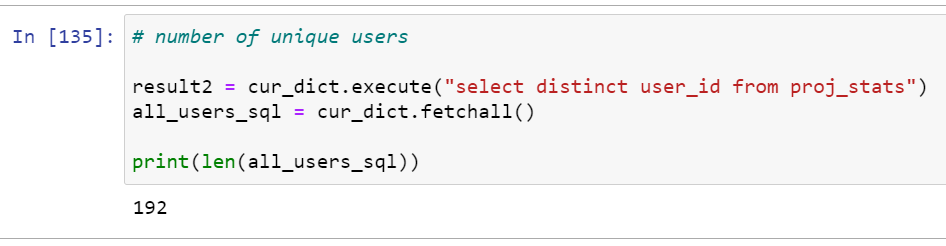 In [135]: # number of unique users
result2 = cur_dict.execute("select distinct user_id from proj_stats")
all_users_sql = cur_dict.fetchall()
print(len(all_users_sql))
192